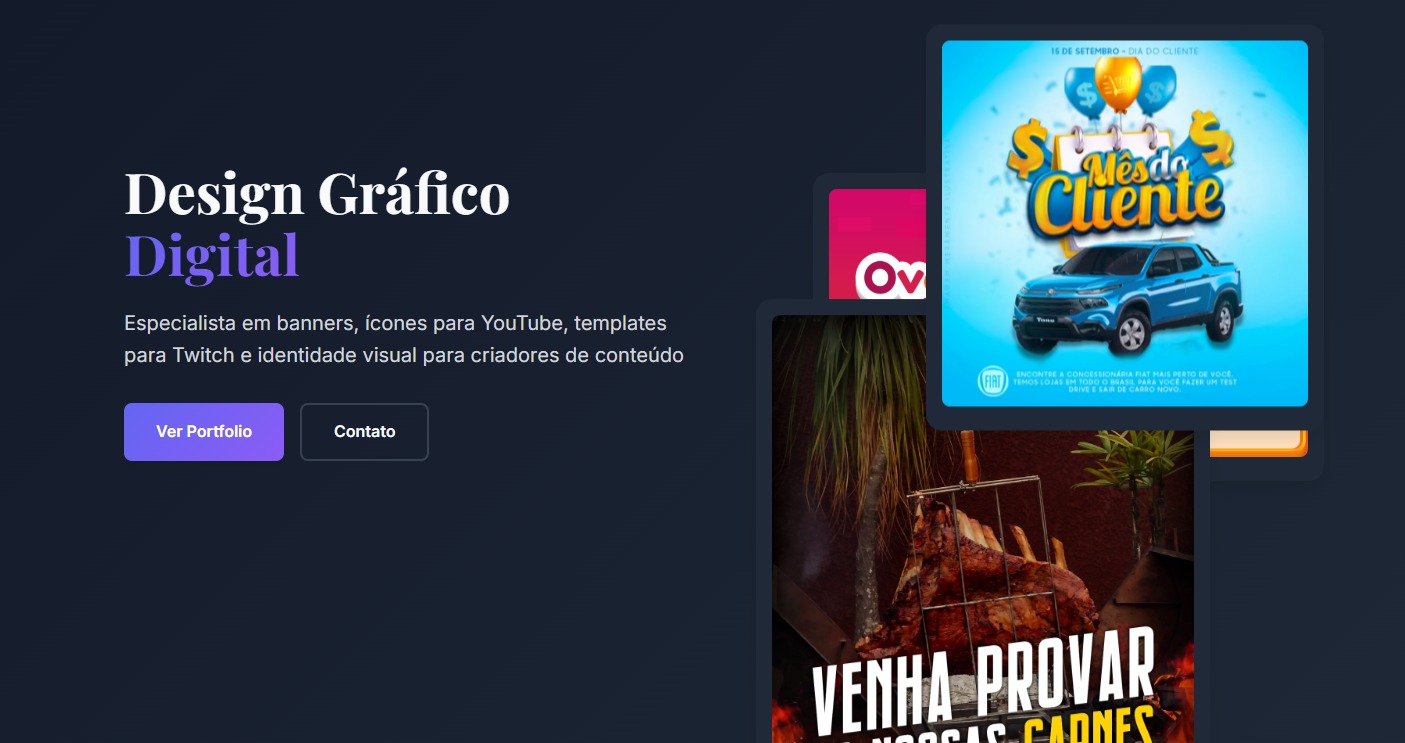 Design Gráfico
Digital
Especialista em banners, ícones para YouTube, templates
para Twitch e identidade visual para criadores de conteúdo
Ver Portfolio
Contato
15 DE SETEMBRO - DIA DO CLIENTE
Mês do
Cliente
FIAT
ENCONTRE A CONCESSIONÁRIA FIAT MAIS PERTO DE VOCÊ.
TEMOS LOJAS EM TODO O BRASIL PARA VOCÊ FAZER UM TEST
DRIVE E SAIR DE CARRO NOVO.
Ov
VENHA PROVAR
CARNES